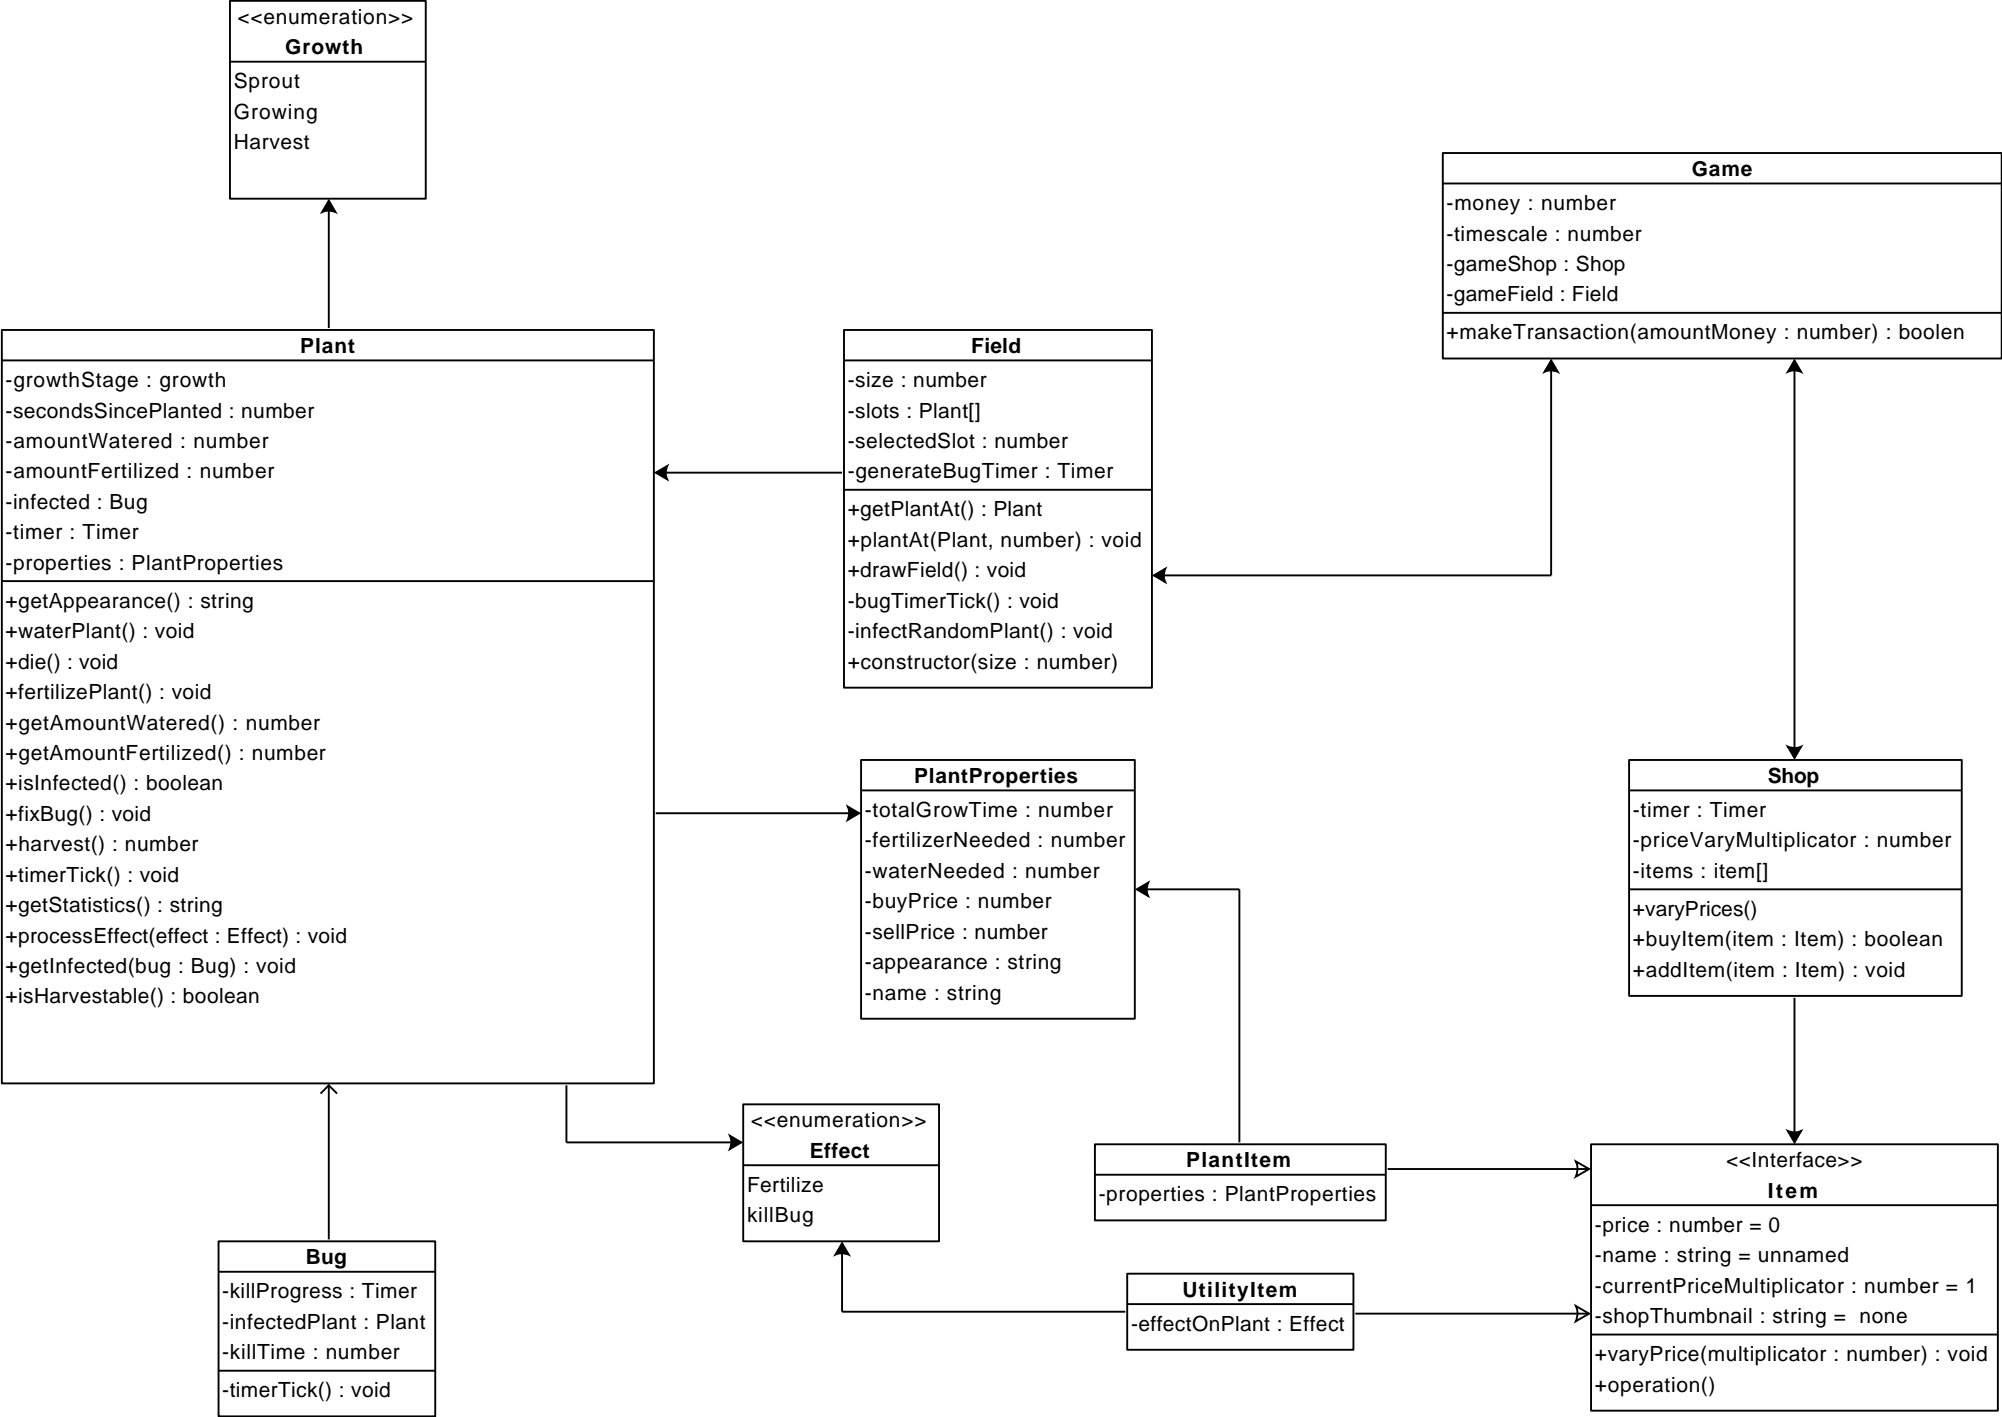 <<enumeration>>
Growth
Sprout
Growing
Harvest
Game
-money : number
-timescale : number
-gameShop : Shop
-gameField : Field
+makeTransaction(amountMoney : number) : boolen
Plant
-growthStage : growth
-secondsSincePlanted : number
-amountWatered : number
-amountFertilized : number
-infected : Bug
-timer : Timer
-properties : PlantProperties
+getAppearance() : string
+waterPlant() : void
+die() : void
+fertilizePlant() : void
+getAmountWatered() : number
+getAmountFertilized() : number
+isInfected() : boolean
+fixBug() : void
+harvest() : number
+timerTick() : void
+getStatistics() : string
+processEffect(effect : Effect) : void
+getInfected(bug : Bug) : void
+isHarvestable() : boolean
Field
-size : number
-slots : Plant[]
-selectedSlot : number
-generateBugTimer : Timer
+getPlantAt() : Plant
+plantAt(Plant, number) : void
+drawField() : void
-bugTimerTick() : void
-infectRandomPlant() : void
+constructor(size : number)
PlantProperties
-totalGrowTime : number
-fertilizerNeeded : number
-waterNeeded : number
-buyPrice : number
-sellPrice : number
-appearance : string
-name : string
Shop
-timer : Timer
-priceVaryMultiplicator : number
-items : item[]
+varyPrices()
+buyItem(item : Item) : boolean
+addItem(item : Item) : void
<<enumeration>>
Effect
Fertilize
killBug
PlantItem
-properties : PlantProperties
<<Interface>>
Item
-price : number = 0
-name : string = unnamed
-currentPriceMultiplicator : number = 1
-shopThumbnail : string =  none
+varyPrice(multiplicator : number) : void
+operation()
Bug
-killProgress : Timer
-infectedPlant : Plant
-killTime : number
-timerTick() : void
UtilityItem
-effectOnPlant : Effect